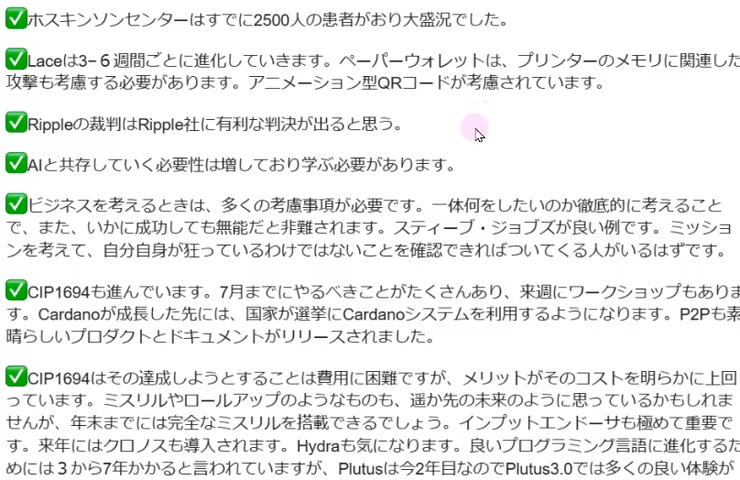 ✅ホスキンソンセンターはすでに2500人の患者がおり大盛況でした。
✅Laceは3−６週間ごとに進化していきます。ペーパーウォレットは、プリンターのメモリに関連した
攻撃も考慮する必要があります。アニメーション型QRコードが考慮されています。
✅Rippleの裁判はRipple社に有利な判決が出ると思う。
✅AIと共存していく必要性は増しており学ぶ必要があります。
✅ビジネスを考えるときは、多くの考慮事項が必要です。一体何をしたいのか徹底的に考えること
で、また、いかに成功しても無能だと非難されます。スティーブ・ジョブズが良い例です。ミッショ
ンを考えて、自分自身が狂っているわけではないことを確認できればついてくる人がいるはずです。
✅CIP1694も進んでいます。7月までにやるべきことがたくさんあり、来週にワークショップもありま
す。Cardanoが成長した先には、国家が選挙にCardanoシステムを利用するようになります。P2Pも素
晴らしいプロダクトとドキュメントがリリースされました。
✅CIP1694はその達成しようとすることは費用に困難ですが、メリットがそのコストを明らかに上回
っています。ミスリルやロールアップのようなものも、遥か先の未来のように思っているかもしれま
せんが、年末までには完全なミスリルを搭載できるでしょう。インプットエンドーサも極めて重要で
す。来年にはクロノスも導入されます。Hydraも気になります。良いプログラミング言語に進化するた
めには３から7年かかると言われていますが、Plutusは今2年目なのでPlutus3.0では多くの良い体験が